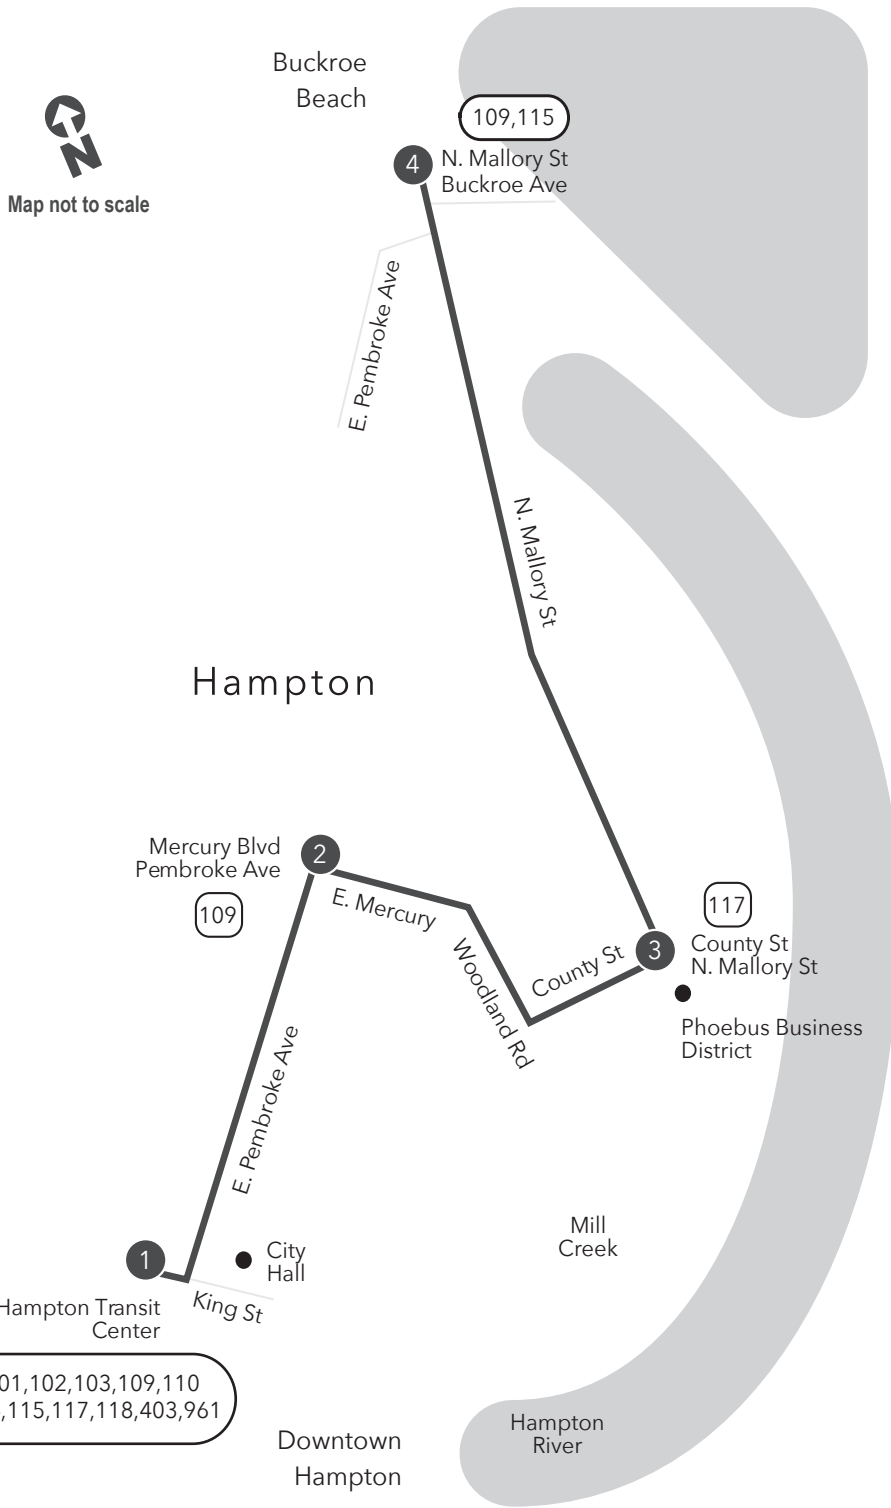 Buckroe
Beach
109,115
4
N. Mallory St
Buckroe Ave
N
Map not to scale
E. Pembroke Ave
N. Mallory St
Hampton
Mercury Blvd
Pembroke Ave
2
109
E. Mercury
Woodland Rd
County St
3
117
County St
N. Mallory St
Phoebus Business
District
E. Pembroke Ave
1
City
Hall
King St
Hampton Transit
Center
01,102,103,109,110
,115,117,118,403,961
Mill
Creek
Hampton
River
Downtown
Hampton